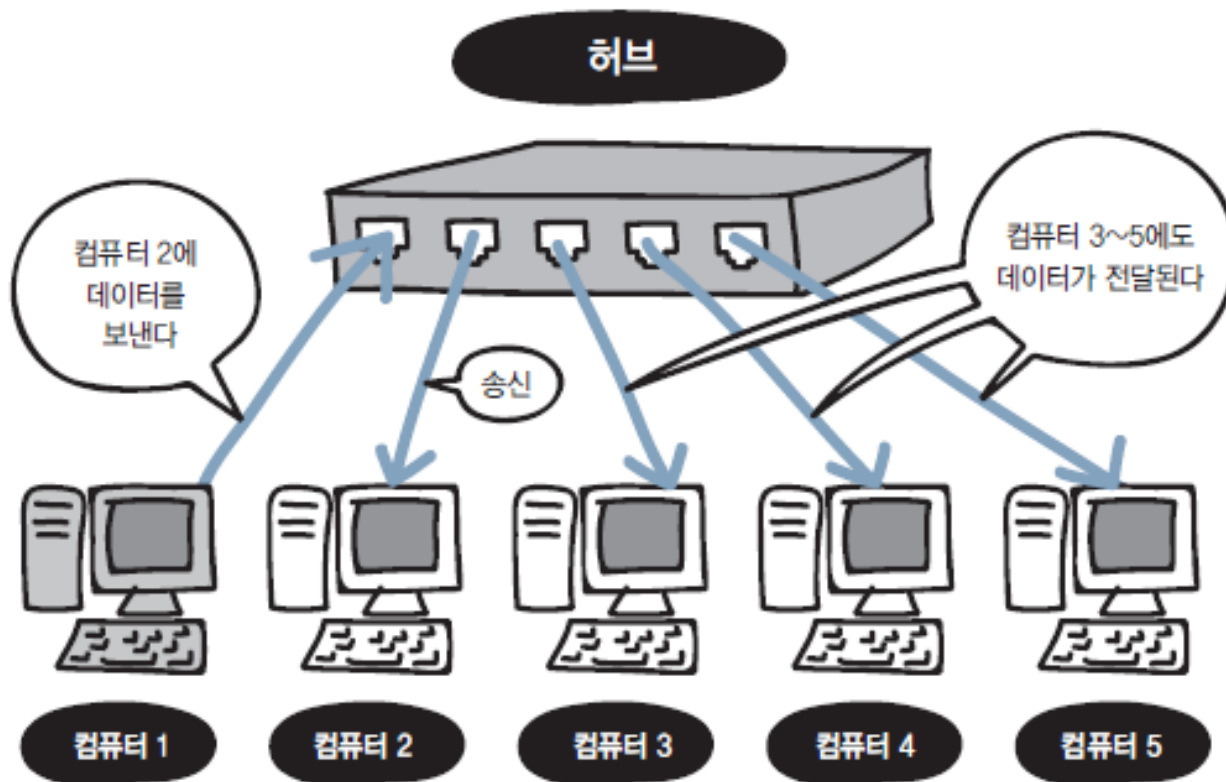 허브
컴퓨터 2에
데이터를
보낸다
컴퓨터 3~5에도
데이터가 전달된다
송신
컴퓨터 1
컴퓨터 2
컴퓨터 3
컴퓨터 4
컴퓨터 5